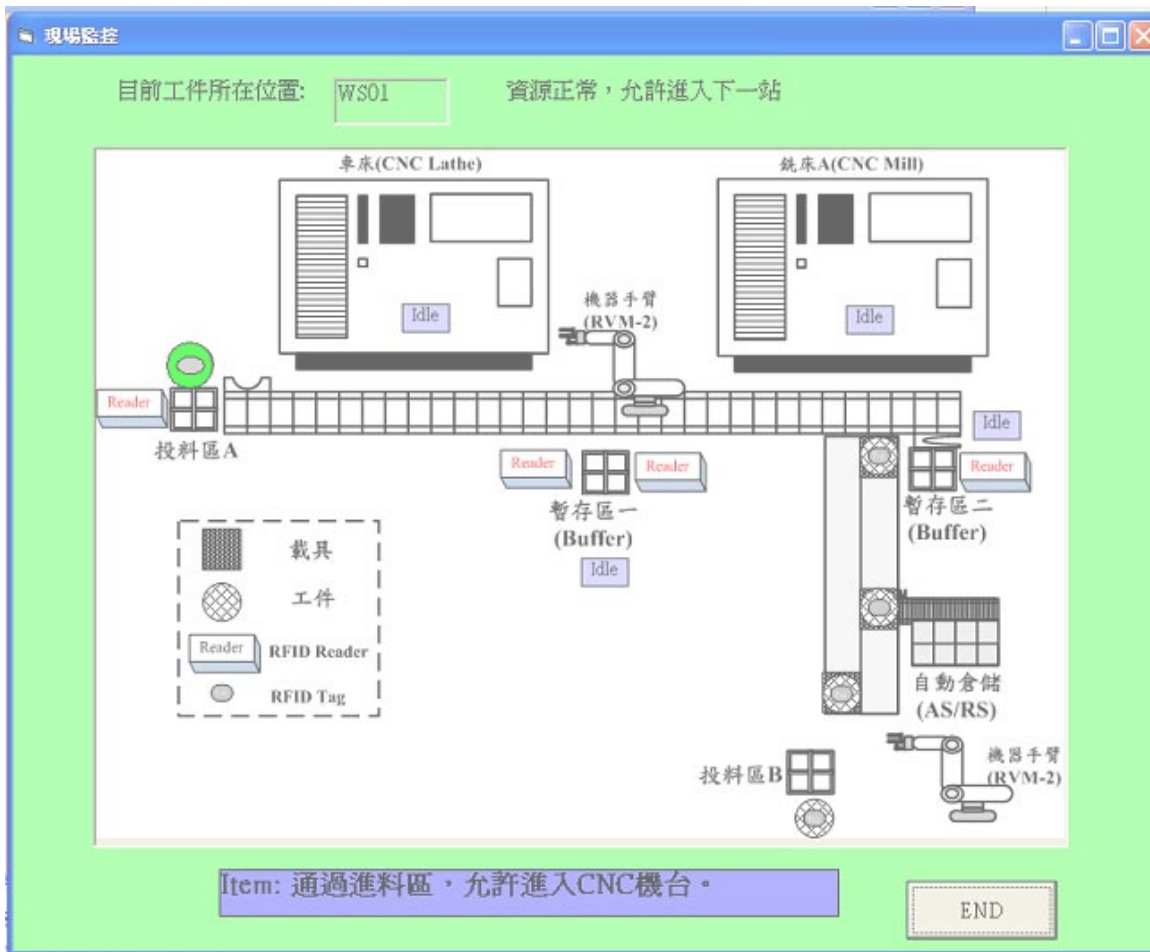 現場監控
目前工件所在位置: WS01 資源正常，允許進入下一站
車床(CNC Lathe)
銑床A(CNC Mill)
Idle
機器手臂
(RVM-2)
Idle
Reader
投料區A
Idle
Reader
Reader
Reader
暫存區一
(Buffer)
暫存區二
(Buffer)
Idle
載具
工件
Reader
RFID Reader
RFID Tag
自動倉儲
(AS/RS)
機器手臂
(RVM-2)
投料區B
Item: 通過進料區，允許進入CNC機台。
END